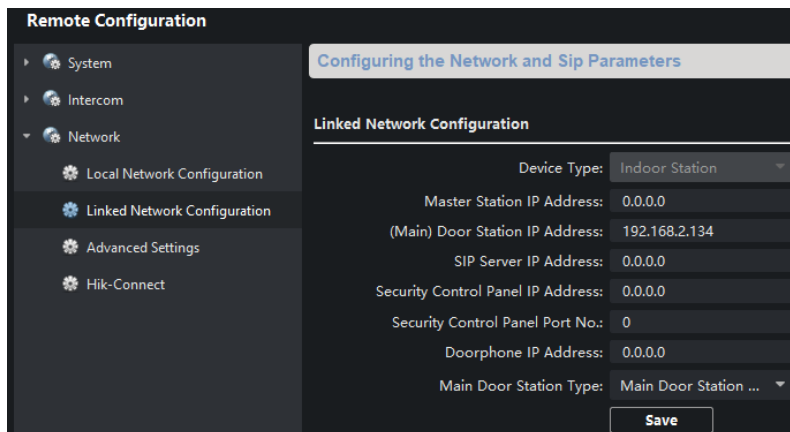 Remote Configuration
System
Intercom
Network
Local Network Configuration
Linked Network Configuration
Advanced Settings
Hik-Connect
Configuring the Network and Sip Parameters
Linked Network Configuration
Device Type: Indoor Station
Master Station IP Address: 0.0.0.0
(Main) Door Station IP Address: 192.168.2.134
SIP Server IP Address: 0.0.0.0
Security Control Panel IP Address: 0.0.0.0
Security Control Panel Port No.: 0
Doorphone IP Address: 0.0.0.0
Main Door Station Type: Main Door Station ...
Save